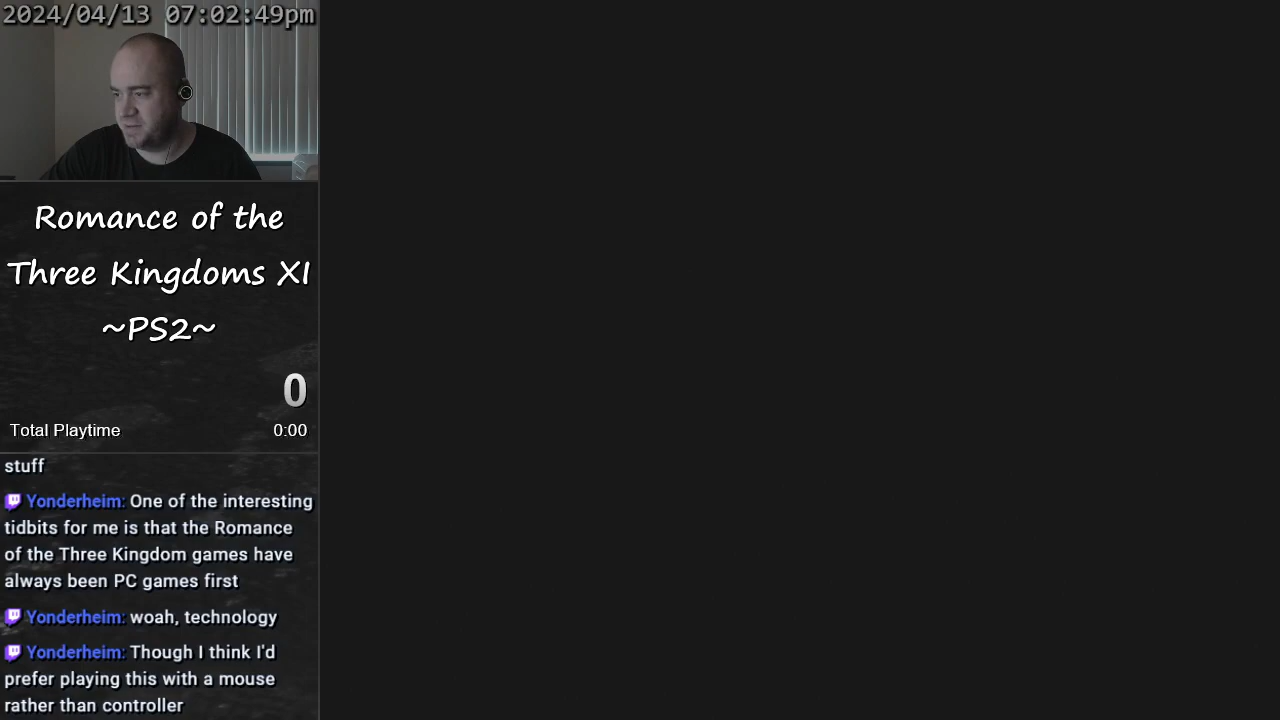 2024/04/13 07:02:49pm
Romance of the
Three Kingdoms XI
~PS2~
0
Total Playtime 0:00
stuff
Yonderheim: One of the interesting
tidbits for me is that the Romance
of the Three Kingdom games have
always been PC games first
Yonderheim: woah, technology
Yonderheim: Though I think I'd
prefer playing this with a mouse
rather than controller